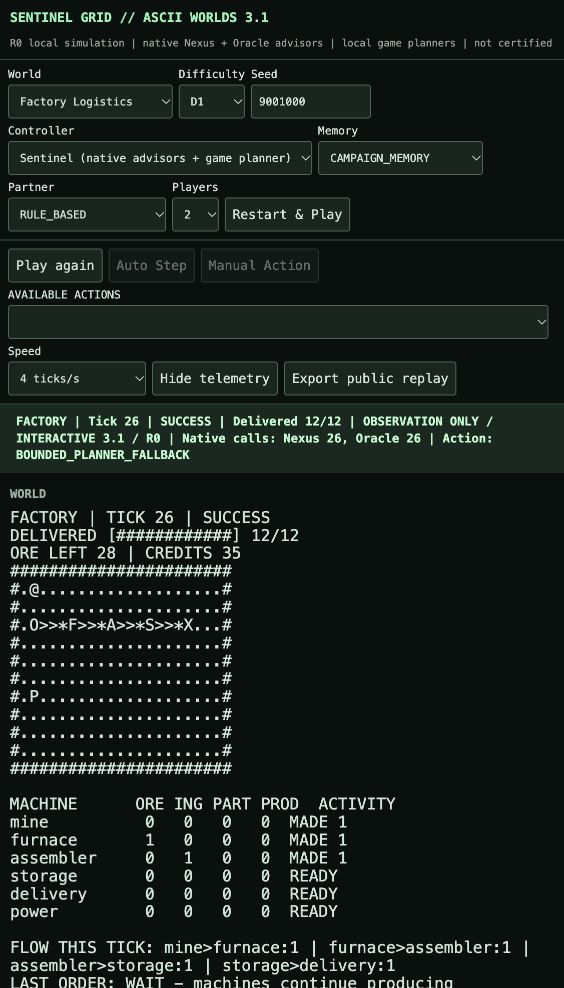 SENTINEL GRID // ASCII WORLDS 3.1
R0 local simulation | native Nexus + Oracle advisors | local game planners | not certified
World Difficulty Seed
Factory Logistics D1 9001000
Controller Memory
Sentinel (native advisors + game planner) CAMPAIGN_MEMORY
Partner Players
RULE_BASED 2 Restart & Play
Play again Auto Step Manual Action
AVAILABLE ACTIONS
Speed
4 ticks/s Hide telemetry Export public replay
FACTORY | Tick 26 | SUCCESS | Delivered 12/12 | OBSERVATION ONLY /
INTERACTIVE 3.1 / R0 | Native calls: Nexus 26, Oracle 26 | Action:
BOUNDED_PLANNER_FALLBACK
WORLD
FACTORY | TICK 26 | SUCCESS
DELIVERED [############] 12/12
ORE LEFT 28 | CREDITS 35
#######################
#.@...................#
#.....................#
#.O>>*F>>*A>>*S>>*X...#
#.....................#
#.....................#
#.....................#
#.P...................#
#.....................#
#.....................#
#.....................#
#######################
MACHINE ORE ING PART PROD ACTIVITY
mine 0 0 0 0 MADE 1
furnace 1 0 0 0 MADE 1
assembler 0 1 0 0 MADE 1
storage 0 0 0 0 READY
delivery 0 0 0 0 READY
power 0 0 0 0 READY
FLOW THIS TICK: mine>furnace:1 | furnace>assembler:1 |
assembler>storage:1 | storage>delivery:1
LAST ORDER: WAIT — machines continue producing